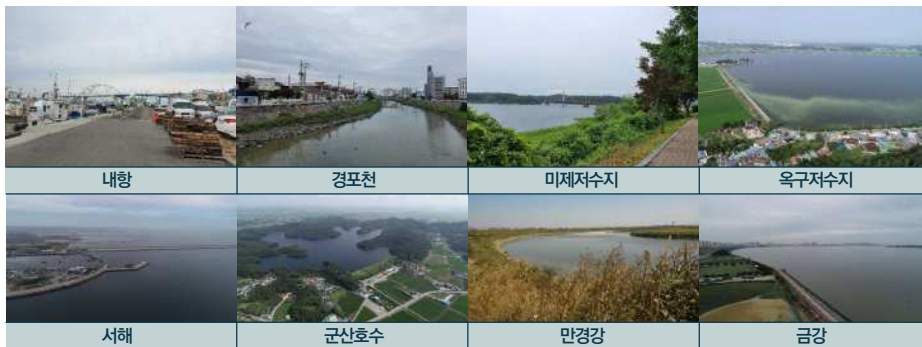 내항
경포천
미제저수지
옥구저수지
서해
군산호수
만경강
금강